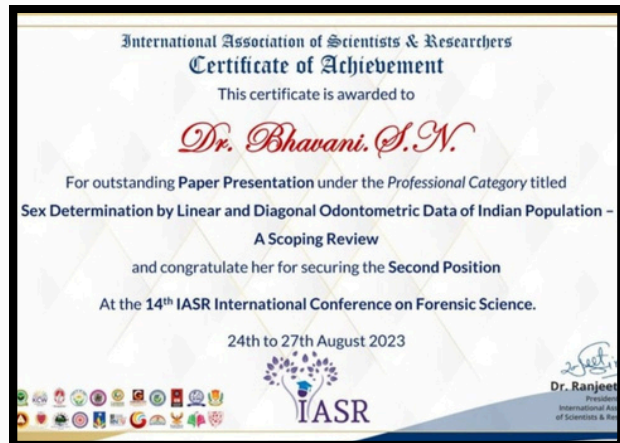 International Association of Scientists & Researchers
Certificate of Achievement
This certificate is awarded to
Dr. Bhavani.S.N.
For outstanding Paper Presentation under the Professional Category titled
Sex Determination by Linear and Diagonal Odontometric Data of Indian Population –
A Scoping Review
and congratulate her for securing the Second Position
At the 14th IASR International Conference on Forensic Science.
24th to 27th August 2023
IASR
Dr. Ranjeet
President
International Ass
of Scientists & Res